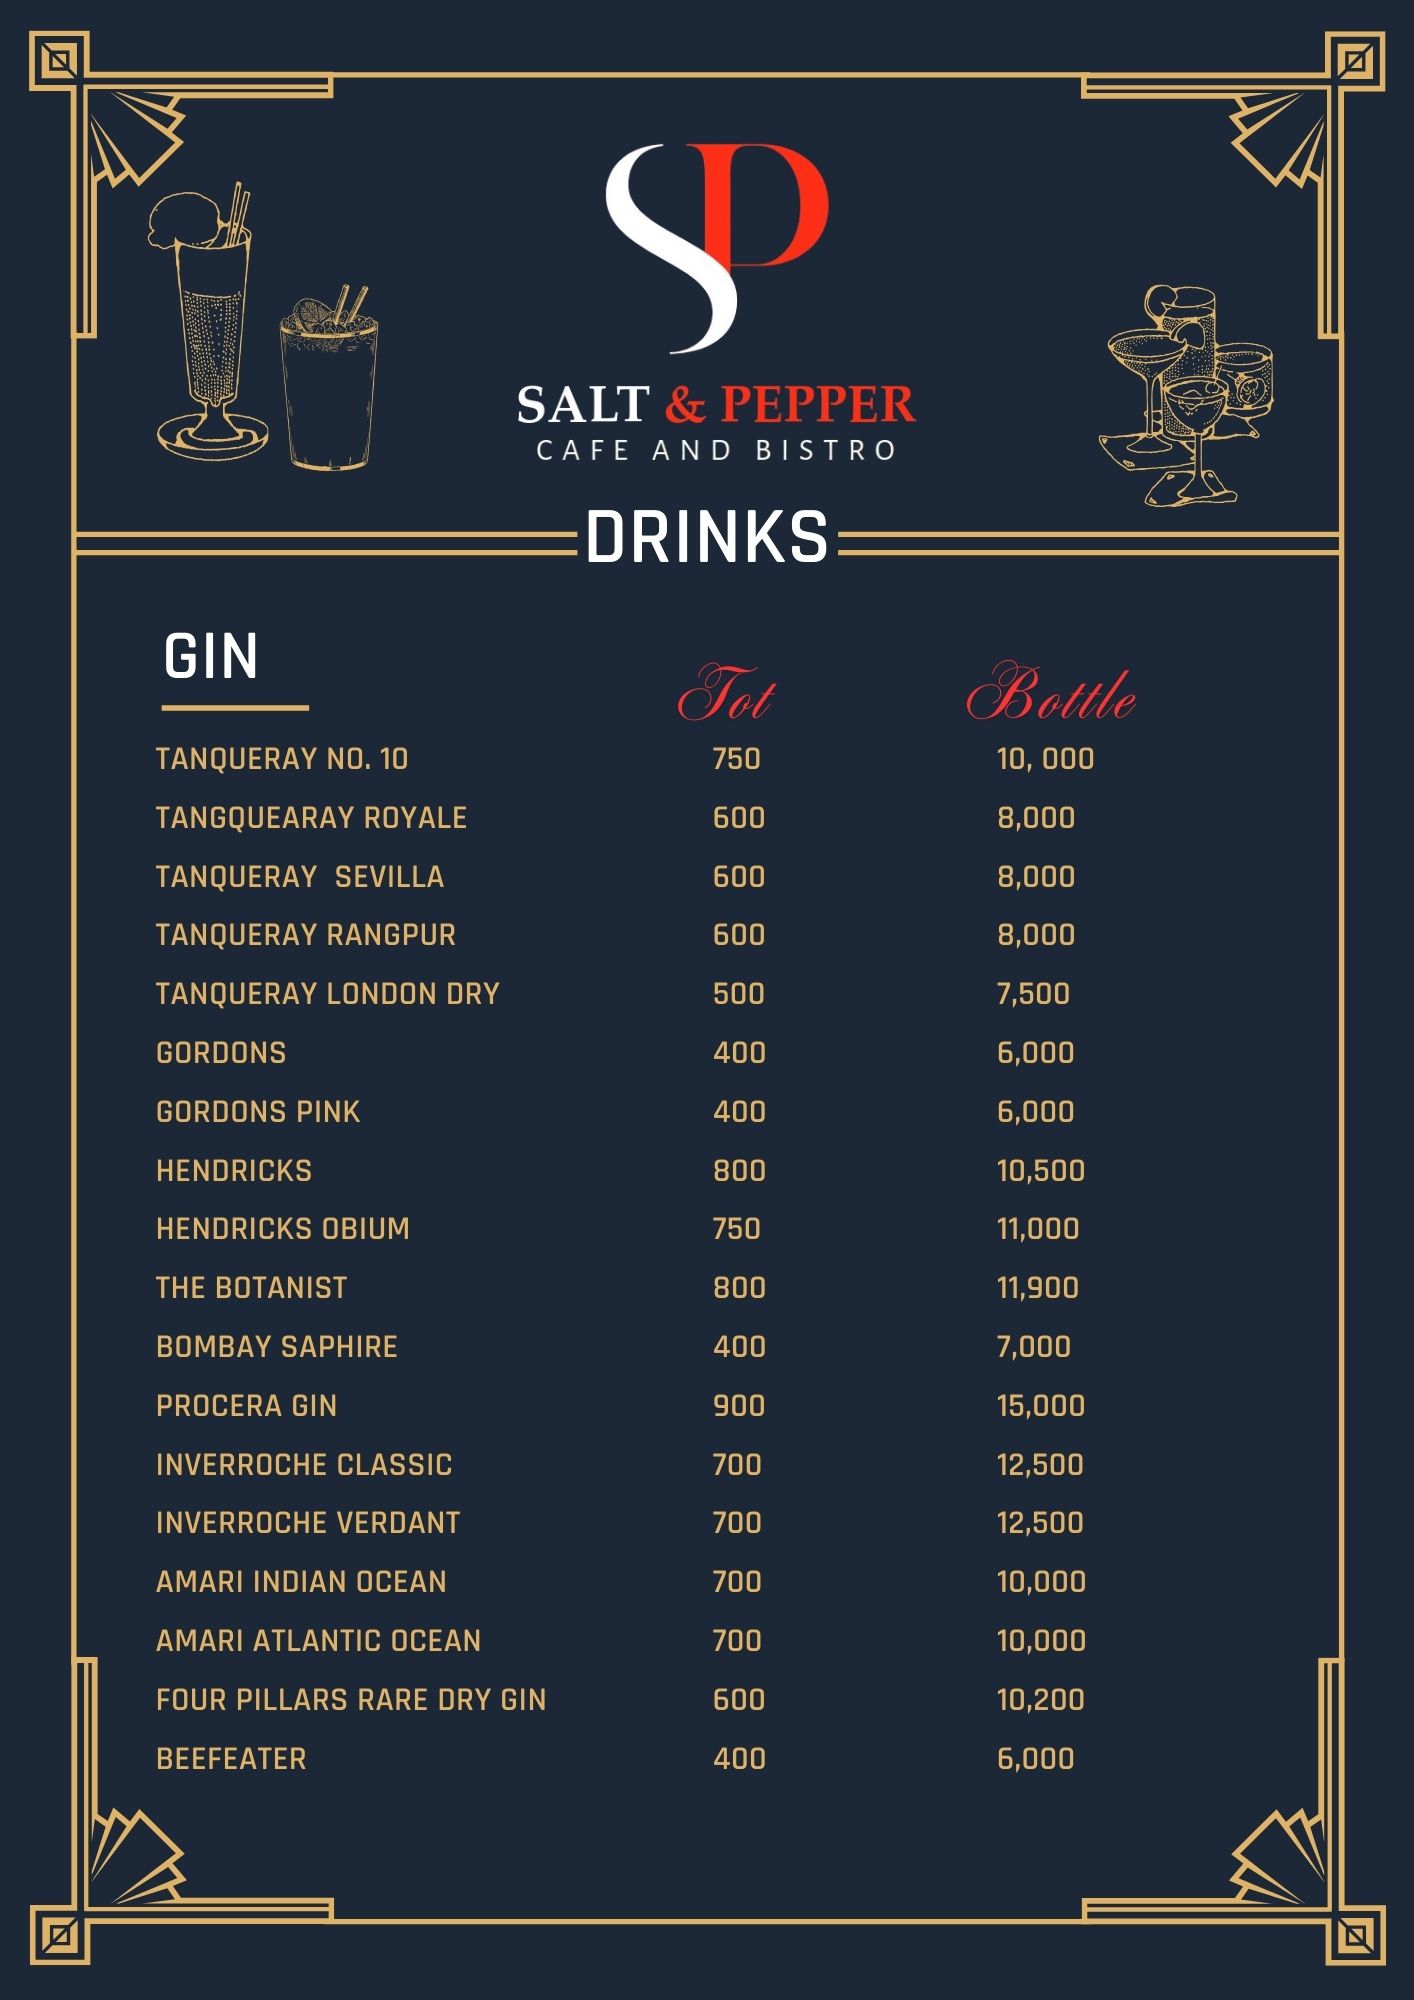 SP
SALT & PEPPER
CAFE AND BISTRO
DRINKS
GIN
Tot Bottle
TANQUERAY NO. 10 750 10, 000
TANGQUEARAY ROYALE 600 8,000
TANQUERAY  SEVILLA 600 8,000
TANQUERAY RANGPUR 600 8,000
TANQUERAY LONDON DRY 500 7,500
GORDONS 400 6,000
GORDONS PINK 400 6,000
HENDRICKS 800 10,500
HENDRICKS OBIUM 750 11,000
THE BOTANIST 800 11,900
BOMBAY SAPHIRE 400 7,000
PROCERA GIN 900 15,000
INVERROCHE CLASSIC 700 12,500
INVERROCHE VERDANT 700 12,500
AMARI INDIAN OCEAN 700 10,000
AMARI ATLANTIC OCEAN 700 10,000
FOUR PILLARS RARE DRY GIN 600 10,200
BEEFEATER 400 6,000